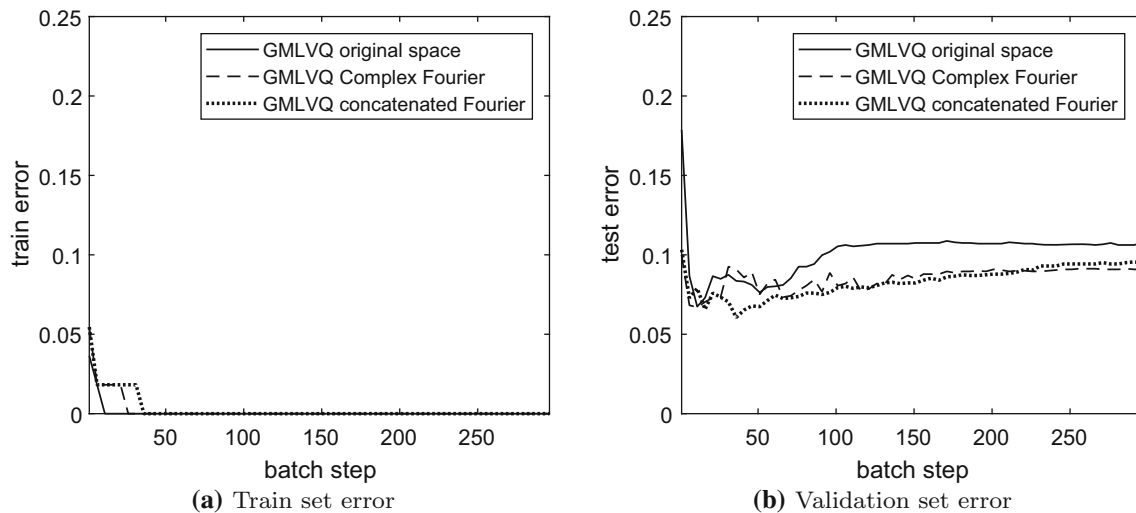 0.25
0.2
0.15
0.1
0.05
0
train error
GMLVQ original space
GMLVQ Complex Fourier
GMLVQ concatenated Fourier
50
100
150
200
250
batch step
(a) Train set error
0.25
0.2
0.15
0.1
0.05
0
test error
GMLVQ original space
GMLVQ Complex Fourier
GMLVQ concatenated Fourier
50
100
150
200
250
batch step
(b) Validation set error